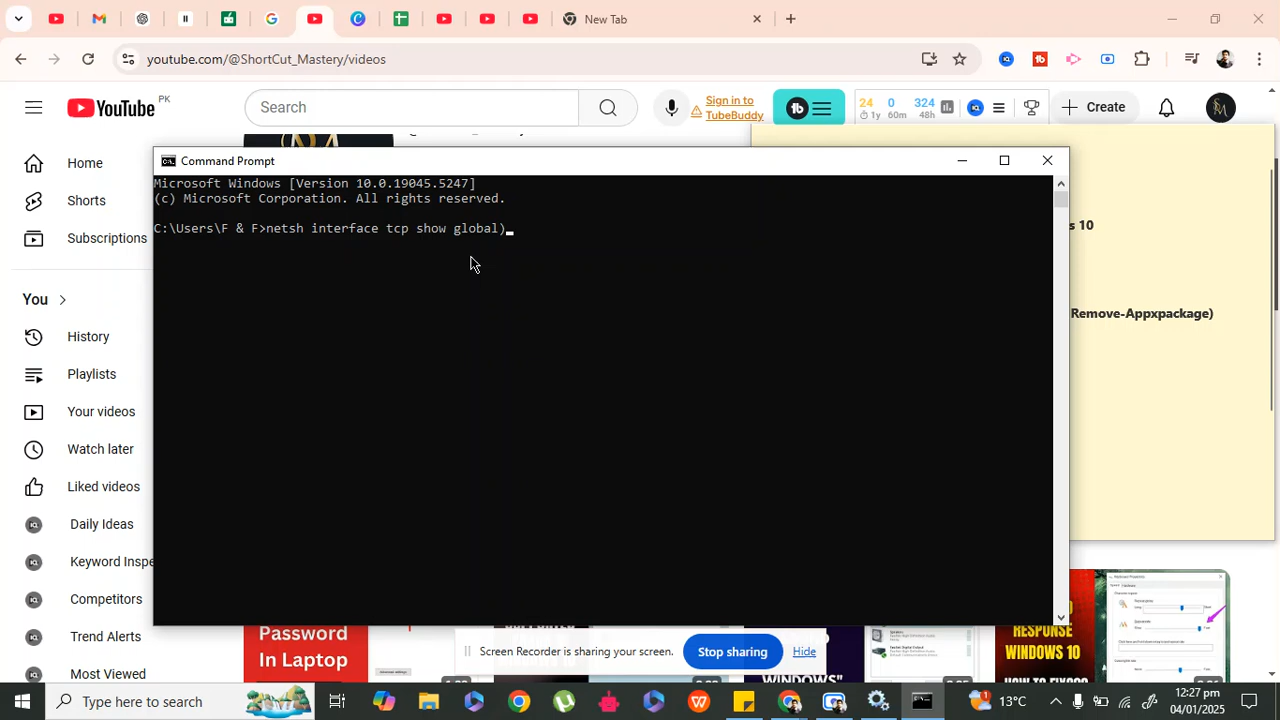 New Tab
youtube.com/@ShortCut_Mastery/videos
YouTube PK
Search
Sign in to
TubeBuddy
24 0 324
1y 60m 48h
Create
Command Prompt
Microsoft Windows [Version 10.0.19045.5247]
(c) Microsoft Corporation. All rights reserved.
C:\Users\F & F>netsh interface tcp show global)
s 10
Remove-Appxpackage)
Home
Shorts
Subscriptions
You
History
Playlists
Your videos
Watch later
Liked videos
Daily Ideas
Keyword Inspe
Competitors
Trend Alerts
Most Viewed
Password
In Laptop
Screen Recorder is sharing your screen.
Stop sharing
Hide
WINDOWS"
RESPONSE
WINDOWS 10
HOW TO FIX
Type here to search
13°C
12:27 pm
04/01/2025